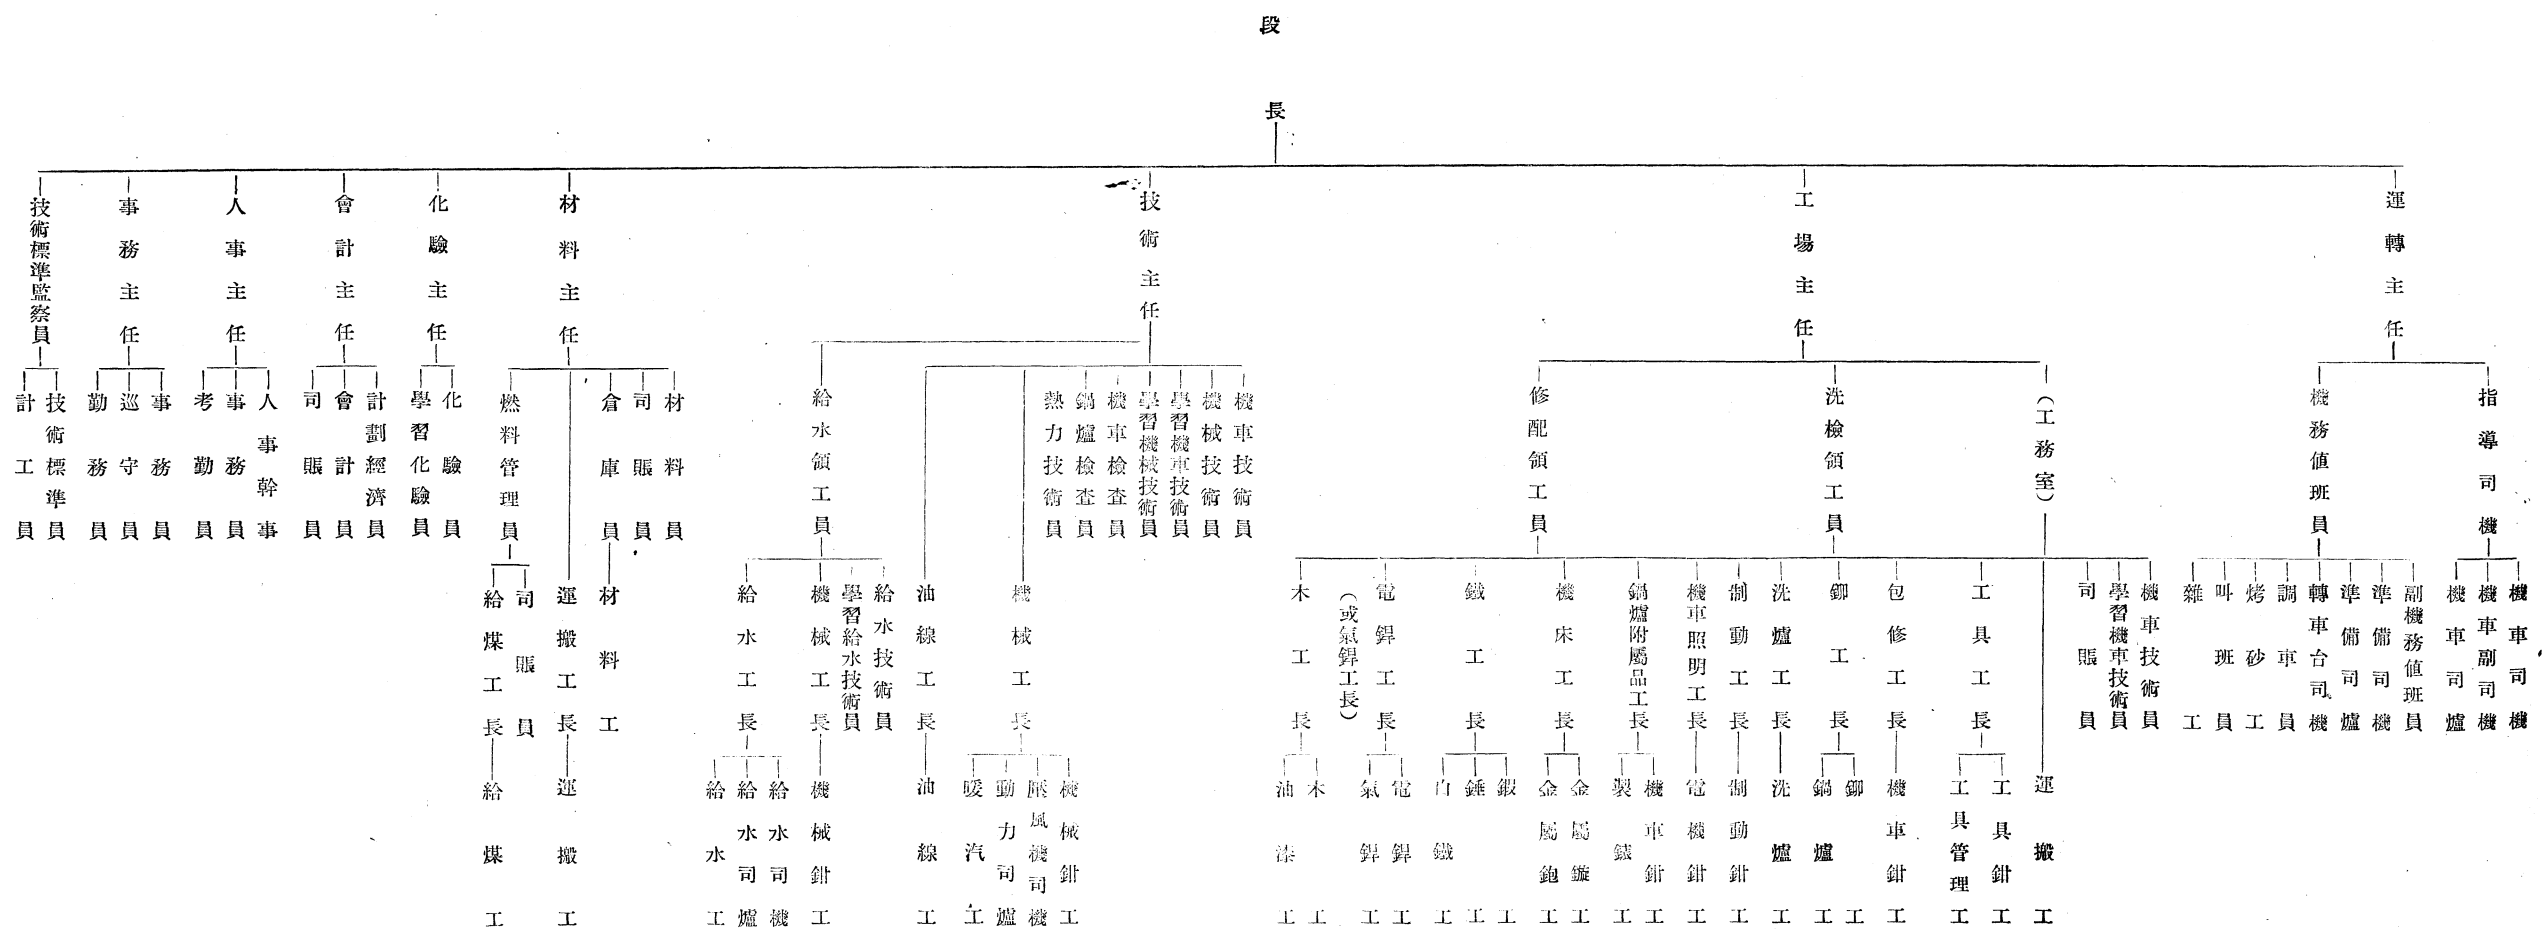 段長
運轉主任
工場主任
技術主任
材料主任
化驗主任
會計主任
人事主任
事務主任
技術標準監察員
指導司機
機務値班員
(工務室)
洗檢領工員
修配領工員
機車技術員
機械技術員
學習機車技術員
學習機械技術員
機車檢查員
鍋爐檢查員
熱力技術員
給水領工員
材料員
司賬員
倉庫員
燃料管理員
化驗員
學習化驗員
計劃經濟員
會計員
司賬員
人事幹事
事務員
考勤員
事務員
巡守員
勤務員
技術標準員
計工員
機車司機
機車副司機
機車司爐
副機務値班員
準備司機
準備司爐
轉車台司機
調車員
烤砂工
叫班員
雜工
機車技術員
學習機車技術員
司賬員
工具工長
包修工長
鉚工長
洗爐工長
制動工長
機車照明工長
鍋爐附屬品工長
機床工長
鐵工長
電銲工長
(或氣銲工長)
木工長
機械工長
油線工長
給水技術員
學習給水技術員
機械工長
給水工長
材料工
運搬工長
司賬員
給煤工長
運搬工
工具鉗工
工具管理工
機車鉗工
鉚工
鍋爐工
洗爐工
制動鉗工
電機鉗工
機車鉗工
製錶工
金屬鏇工
金屬鉋工
鍛工
錘工
白鐵工
電銲工
氣銲工
木工
油漆工
機械鉗工
壓風機司機
動力司爐
暖汽工
油線工
機械鉗工
給水司機
給水司爐
給水工
運搬工
給煤工